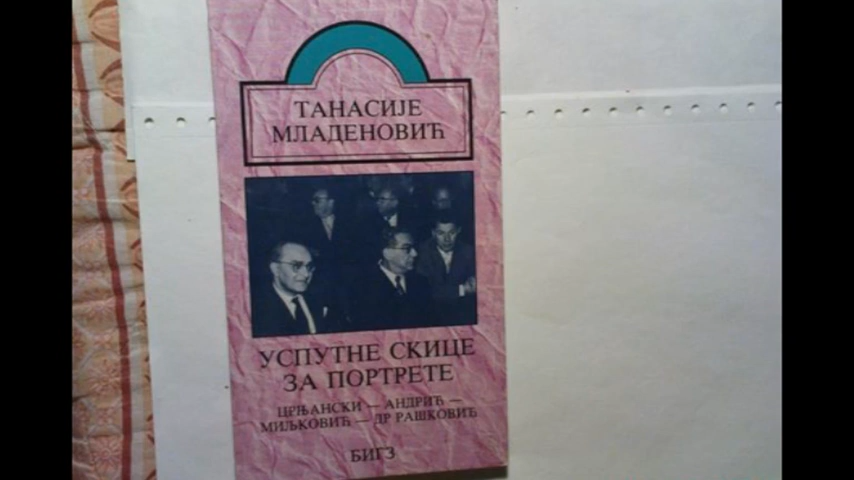 ТАНАСИЈЕ
МЛАДЕНОВИЋ
УСПУТНЕ СКИЦЕ
ЗА ПОРТРЕТЕ
ЦРЊАНСКИ — АНДРИЋ —
МИЉКОВИЋ — ДР РАШКОВИЋ
БИГЗ